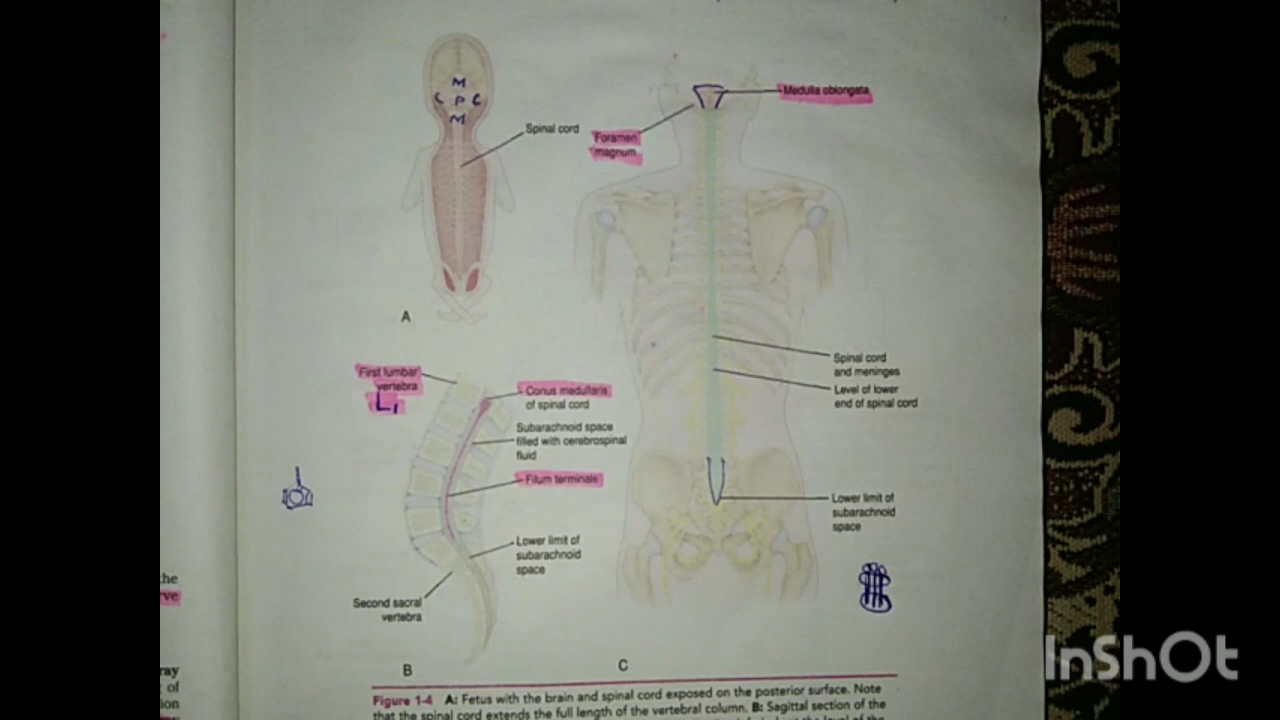 M
C P C
M
Spinal cord
Medulla oblongata
Foramen
magnum
A
First lumbar
vertebra
L1
Conus medullaris
of spinal cord
Subarachnoid space
filled with cerebrospinal
fluid
Filum terminale
Lower limit of
subarachnoid
space
Second sacral
vertebra
B
Spinal cord
and meninges
Level of lower
end of spinal cord
Lower limit of
subarachnoid
space
C
the
rve
ray
of
ion
Figure 1-4 A: Fetus with the brain and spinal cord exposed on the posterior surface. Note
that the spinal cord extends the full length of the vertebral column. B: Sagittal section of the
InShOt